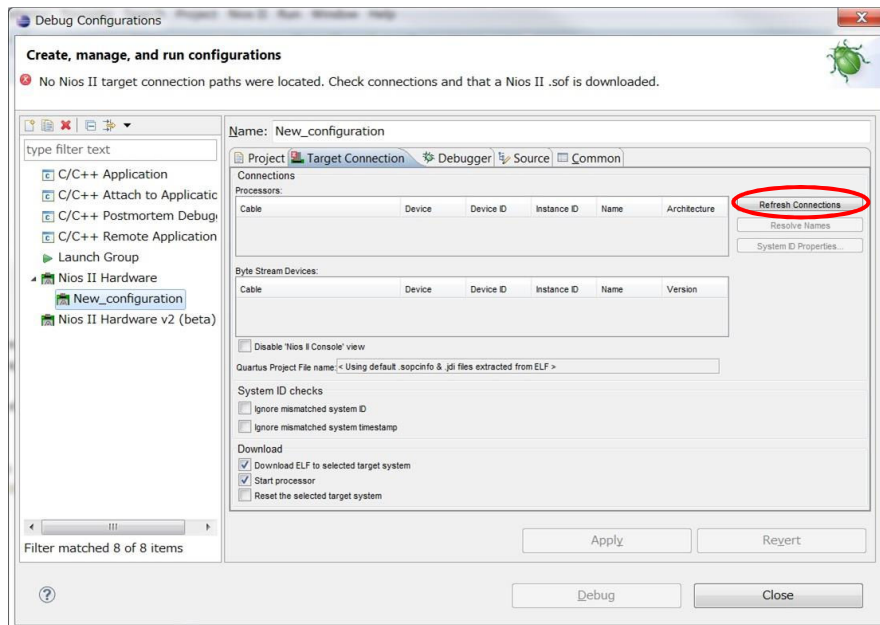 Debug Configurations
Project Nios II Run Window Help
Create, manage, and run configurations
No Nios II target connection paths were located. Check connections and that a Nios II .sof is downloaded.
type filter text
C/C++ Application
C/C++ Attach to Applicatic
C/C++ Postmortem Debug
C/C++ Remote Application
Launch Group
Nios II Hardware
New_configuration
Nios II Hardware v2 (beta)
Filter matched 8 of 8 items
Name: New_configuration
Project Target Connection Debugger Source Common
Connections
Processors:
Cable Device Device ID Instance ID Name Architecture
Refresh Connections
Resolve Names
System ID Properties...
Byte Stream Devices:
Cable Device Device ID Instance ID Name Version
Disable 'Nios II Console' view
Quartus Project File name: < Using default .sopcinfo & .jdi files extracted from ELF >
System ID checks
Ignore mismatched system ID
Ignore mismatched system timestamp
Download
Download ELF to selected target system
Start processor
Reset the selected target system
Apply Revert
Debug Close